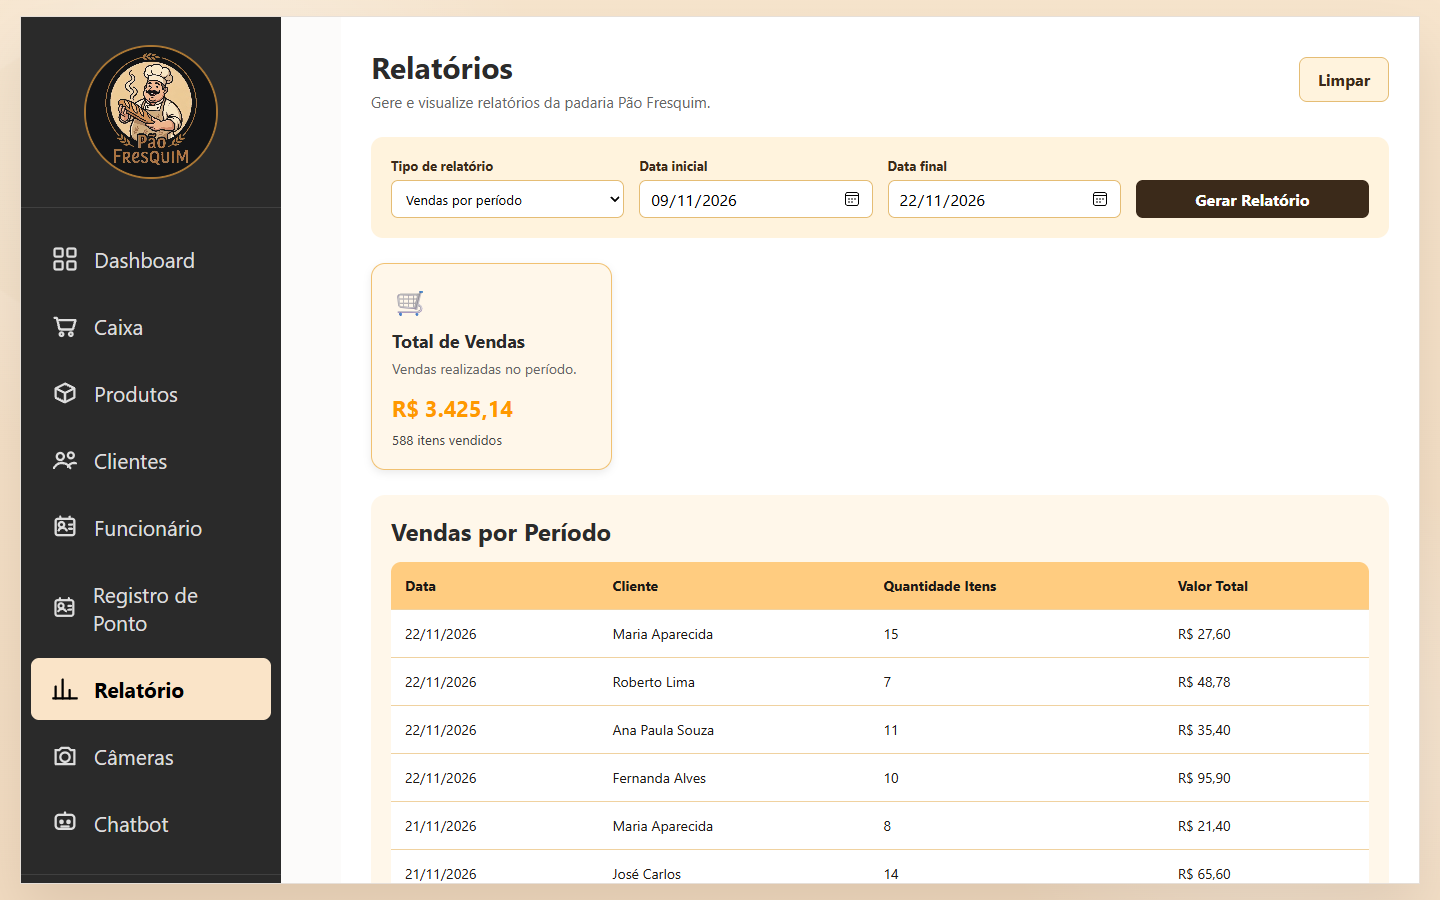 Pão
FRESQUIM
Dashboard
Caixa
Produtos
Clientes
Funcionário
Registro de
Ponto
Relatório
Câmeras
Chatbot
Relatórios
Gere e visualize relatórios da padaria Pão Fresquim.
Limpar
Tipo de relatório Data inicial Data final
Vendas por período 09/11/2026 22/11/2026 Gerar Relatório
Total de Vendas
Vendas realizadas no período.
R$ 3.425,14
588 itens vendidos
Vendas por Período
Data Cliente Quantidade Itens Valor Total
22/11/2026 Maria Aparecida 15 R$ 27,60
22/11/2026 Roberto Lima 7 R$ 48,78
22/11/2026 Ana Paula Souza 11 R$ 35,40
22/11/2026 Fernanda Alves 10 R$ 95,90
21/11/2026 Maria Aparecida 8 R$ 21,40
21/11/2026 José Carlos 14 R$ 65,60